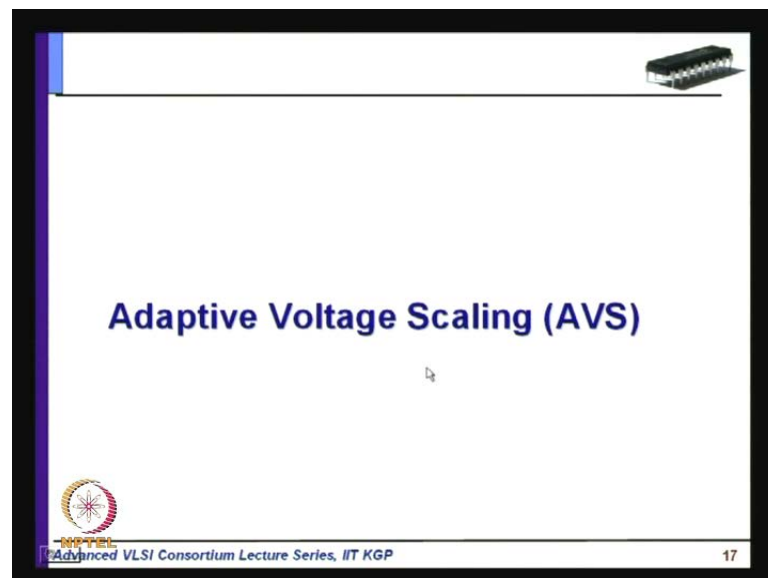 Adaptive Voltage Scaling (AVS)
NPTEL
Advanced VLSI Consortium Lecture Series, IIT KGP
17